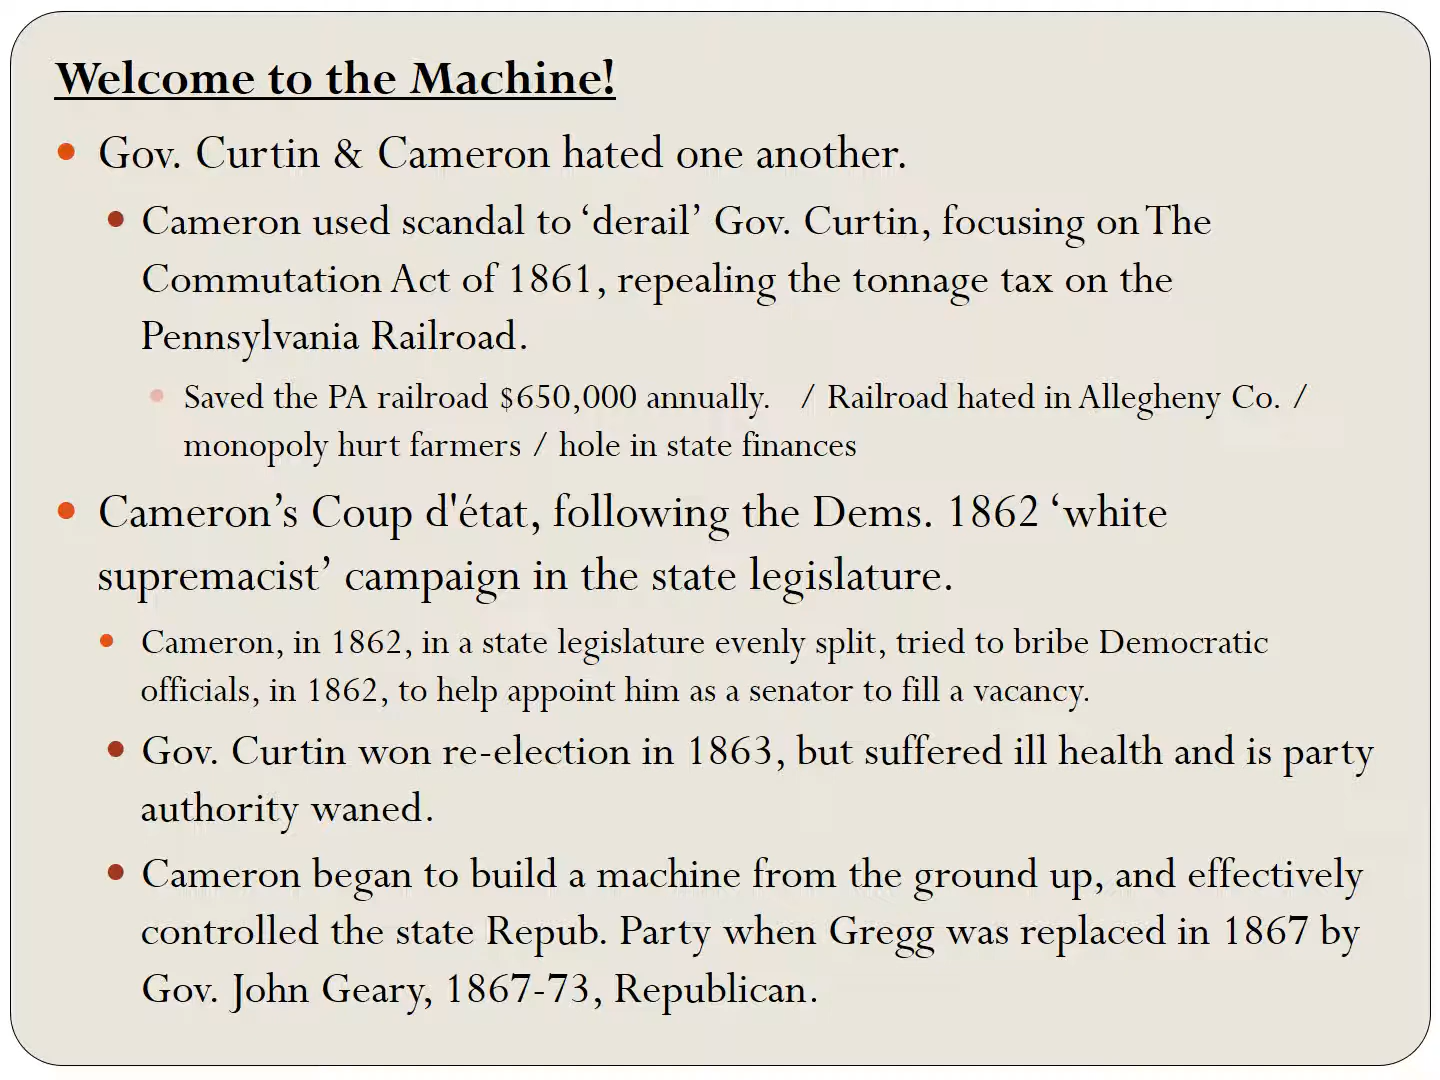 Welcome to the Machine!
Gov. Curtin & Cameron hated one another.
Cameron used scandal to ‘derail’ Gov. Curtin, focusing on The
Commutation Act of 1861, repealing the tonnage tax on the
Pennsylvania Railroad.
Saved the PA railroad $650,000 annually. / Railroad hated in Allegheny Co. /
monopoly hurt farmers / hole in state finances
Cameron’s Coup d'état, following the Dems. 1862 ‘white
supremacist’ campaign in the state legislature.
Cameron, in 1862, in a state legislature evenly split, tried to bribe Democratic
officials, in 1862, to help appoint him as a senator to fill a vacancy.
Gov. Curtin won re-election in 1863, but suffered ill health and is party
authority waned.
Cameron began to build a machine from the ground up, and effectively
controlled the state Repub. Party when Gregg was replaced in 1867 by
Gov. John Geary, 1867-73, Republican.